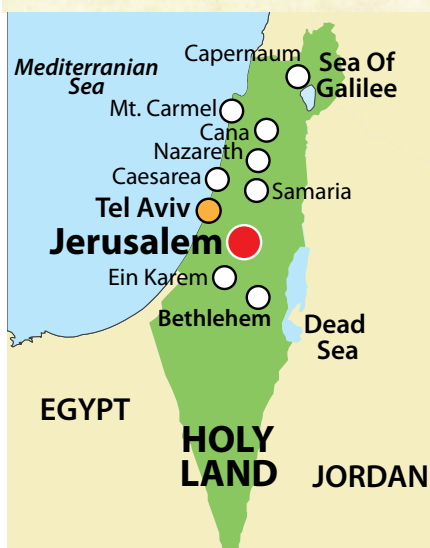 Capernaum
Mediterranian
Sea
Sea Of
Galilee
Mt. Carmel
Cana
Nazareth
Caesarea
Samaria
Tel Aviv
Jerusalem
Ein Karem
Bethlehem
Dead
Sea
EGYPT
HOLY
LAND
JORDAN